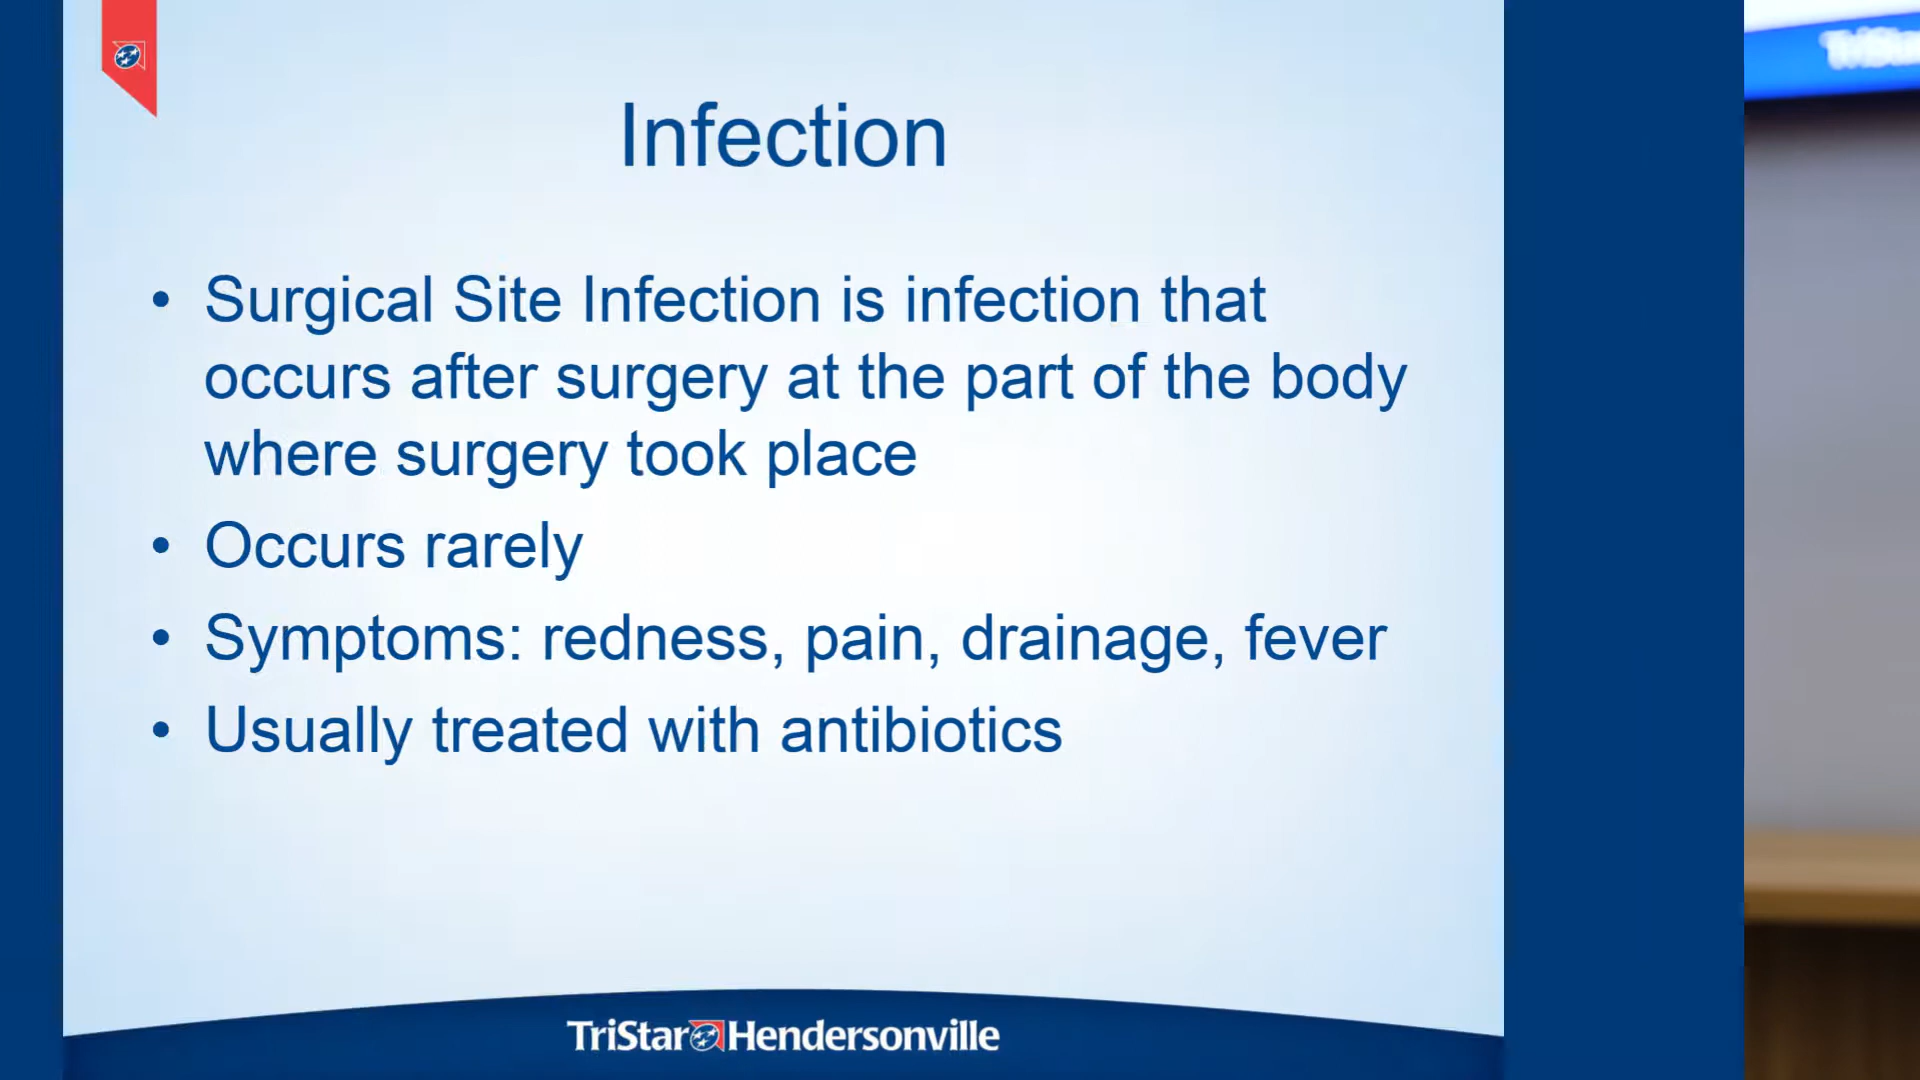 Infection
• Surgical Site Infection is infection that
occurs after surgery at the part of the body
where surgery took place
• Occurs rarely
• Symptoms: redness, pain, drainage, fever
• Usually treated with antibiotics
TriStar Hendersonville